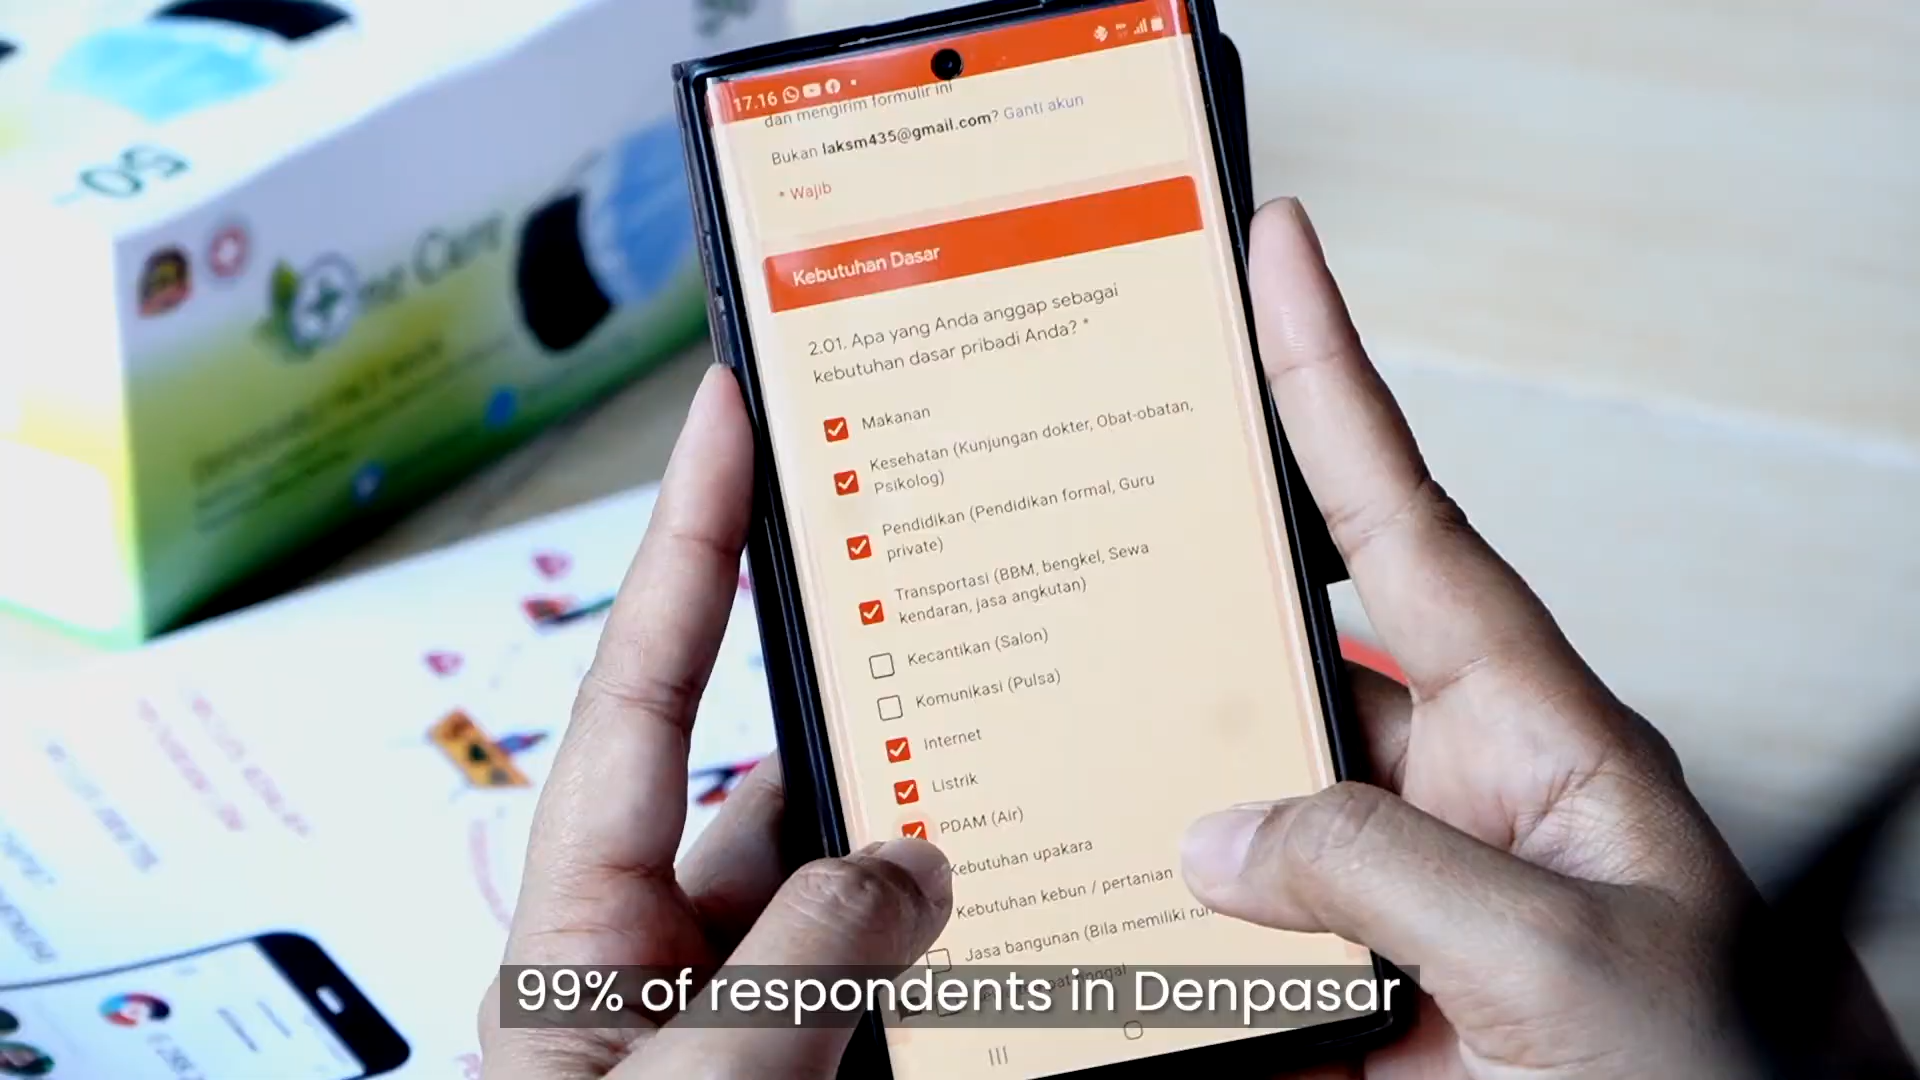 17.16
dan mengirim formulir ini
Bukan laksm435@gmail.com? Ganti akun
* Wajib
Kebutuhan Dasar
2.01. Apa yang Anda anggap sebagai
kebutuhan dasar pribadi Anda? *
Makanan
Kesehatan (Kunjungan dokter, Obat-obatan,
Psikolog)
Pendidikan (Pendidikan formal, Guru
private)
Transportasi (BBM, bengkel, Sewa
kendaran, jasa angkutan)
Kecantikan (Salon)
Komunikasi (Pulsa)
Internet
Listrik
PDAM (Air)
Kebutuhan upakara
Kebutuhan kebun / pertanian
Jasa bangunan (Bila memiliki
99% of respondents in Denpasar
50
Care